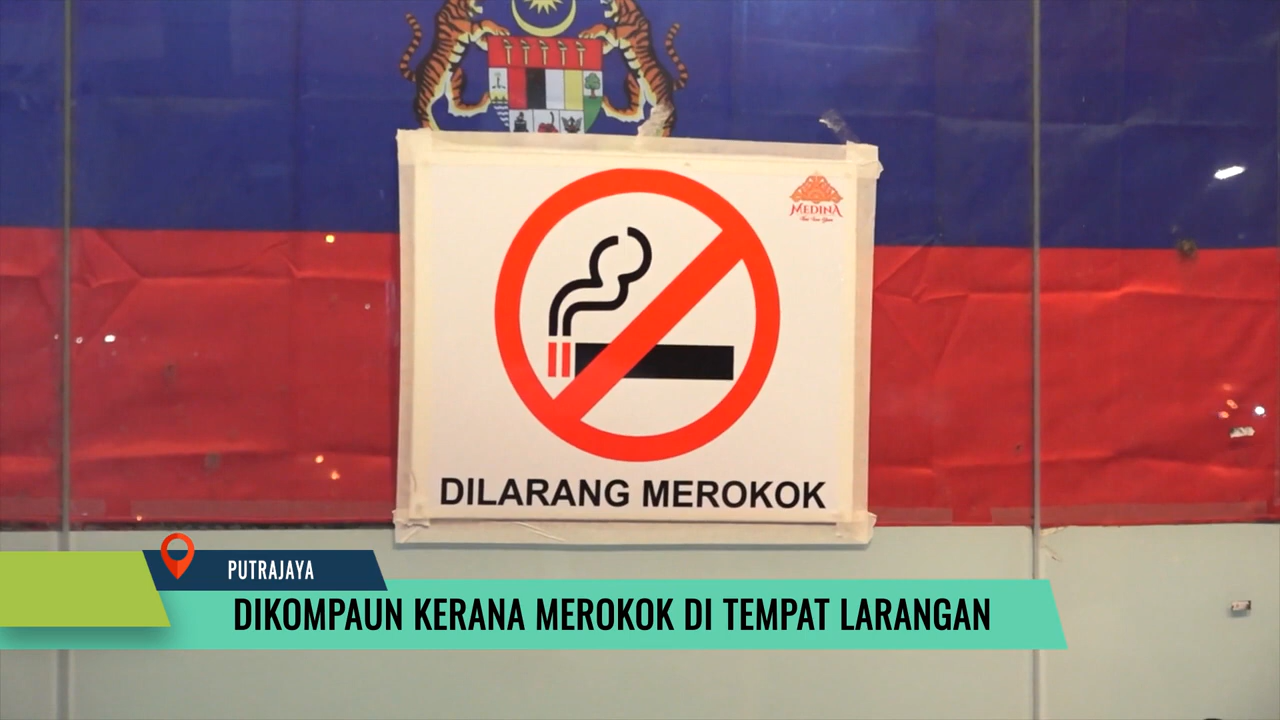 MEDINA
DILARANG MEROKOK
PUTRAJAYA
DIKOMPAUN KERANA MEROKOK DI TEMPAT LARANGAN